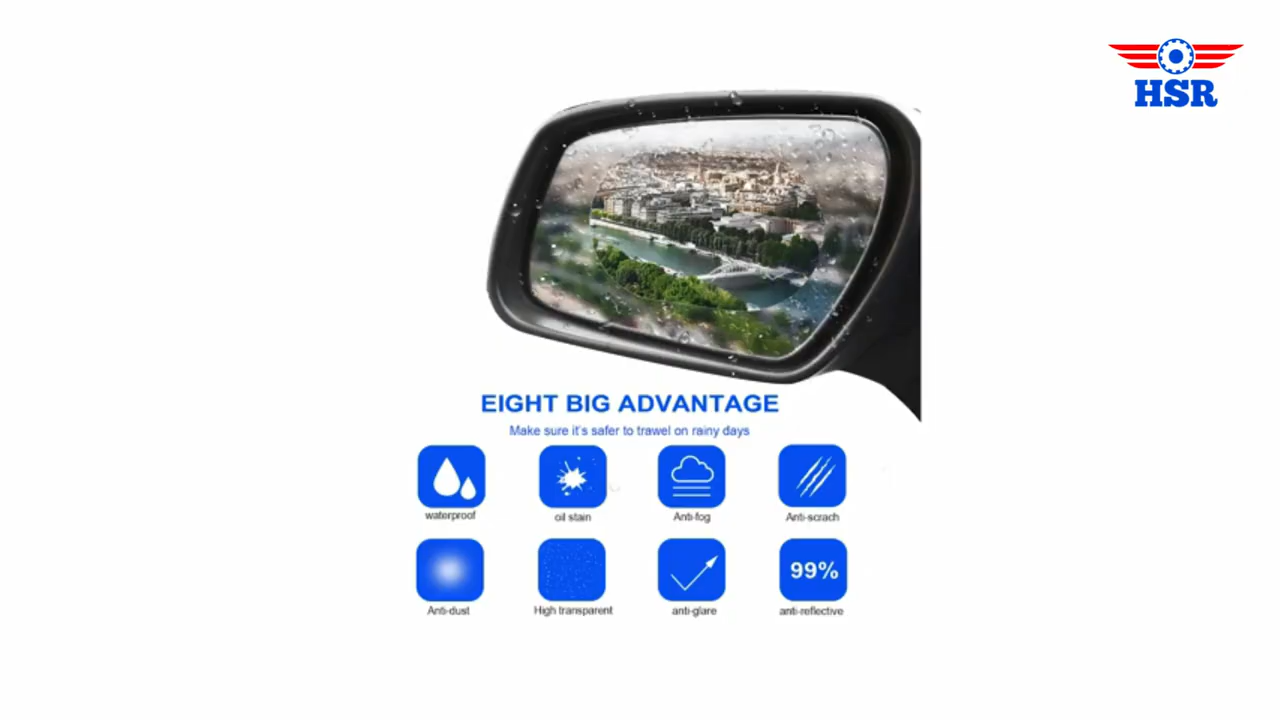 HSR
EIGHT BIG ADVANTAGE
Make sure it's safer to trawel on rainy days
waterproof
oil stain
Anti-fog
Anti-scrach
99%
Anti-dust
High transparent
anti-glare
anti-reflective